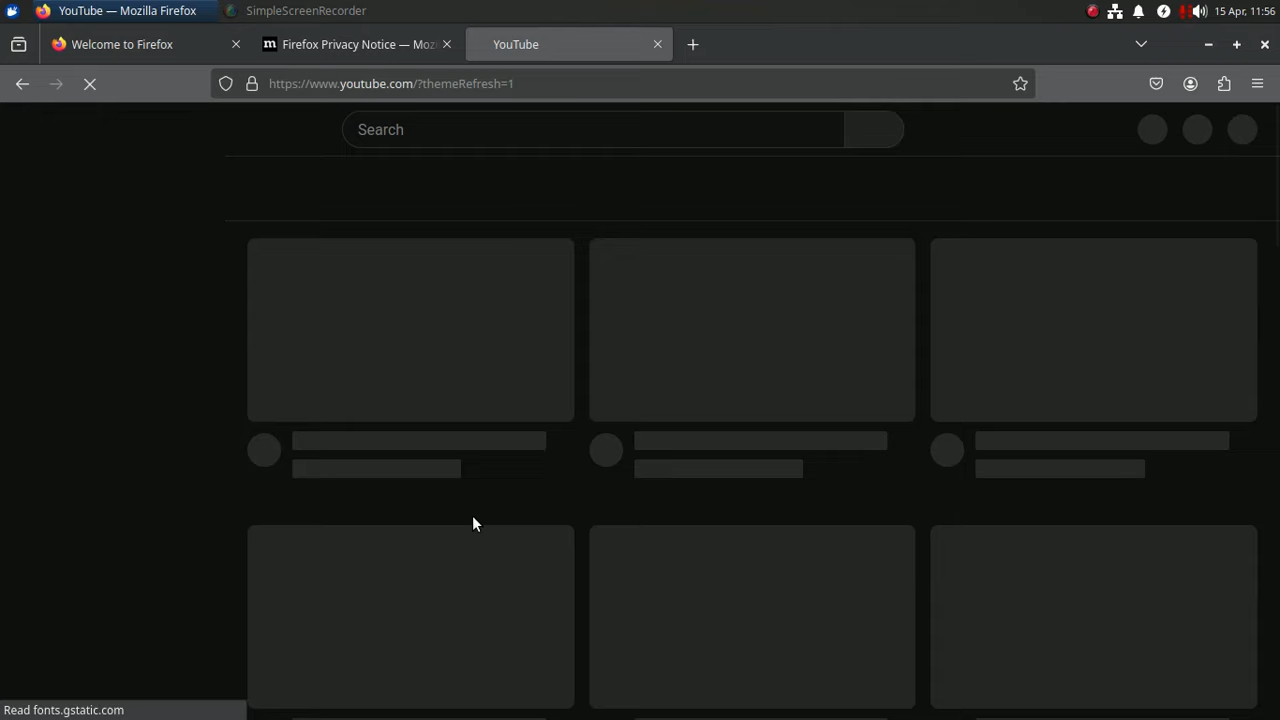 YouTube — Mozilla Firefox
SimpleScreenRecorder
15 Apr, 11:56
Welcome to Firefox
Firefox Privacy Notice — Moz
YouTube
https://www.youtube.com/?themeRefresh=1
Search
Read fonts.gstatic.com